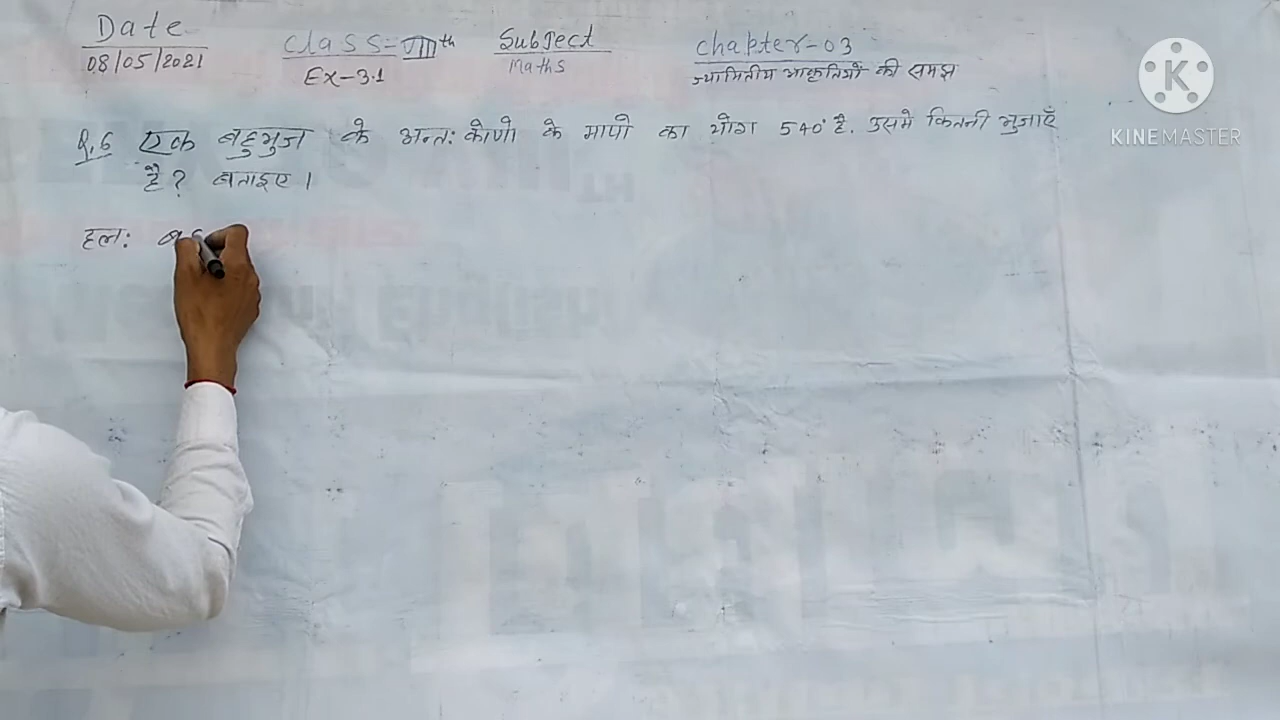 Date
08/05/2021
Class = VIIIth
Ex-3.1
Subject
Maths
Chapter-03
ज्यामितीय आकृतियों की समझ
Q.6 एक बहुभुज के अन्त: कोणो के मापो का योग 540° है. उसमे कितनी भुजाएँ
है? बताइए।
हल: ब
K
KINEMASTER